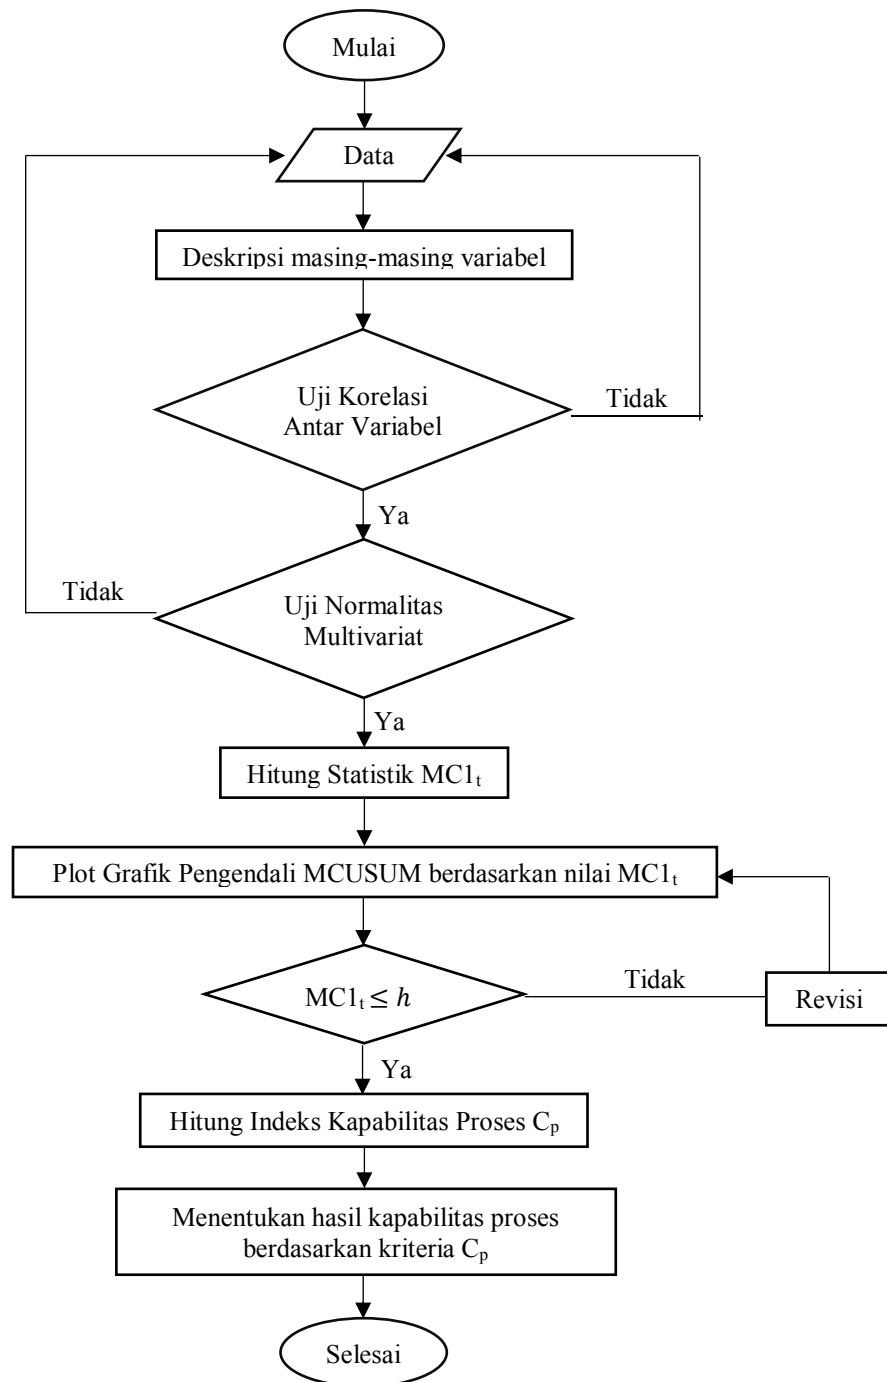 Mulai
Data
Deskripsi masing-masing variabel
Uji Korelasi
Antar Variabel
Tidak
Ya
Tidak
Uji Normalitas
Multivariat
Ya
Hitung Statistik MC1ₜ
Plot Grafik Pengendali MCUSUM berdasarkan nilai MC1ₜ
MC1ₜ ≤ ℎ
Tidak
Revisi
Ya
Hitung Indeks Kapabilitas Proses Cₚ
Menentukan hasil kapabilitas proses
berdasarkan kriteria Cₚ
Selesai